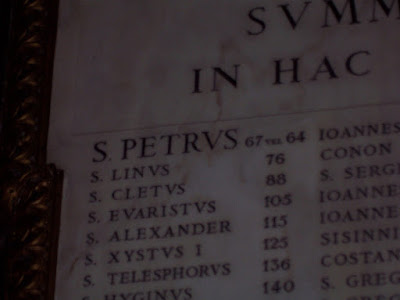 SVMM
IN HAC
S. PETRVS 67 VEL 64 IOANNES
S. LINVS 76 CONON
S. CLETVS 88 S. SERGI
S. EVARISTVS 105 IOANNE
S. ALEXANDER 115 IOANNE
S. XYSTVS I 125 SISINNI
S. TELESPHORVS 136 COSTAN
HYGINVS 140 S. GREG